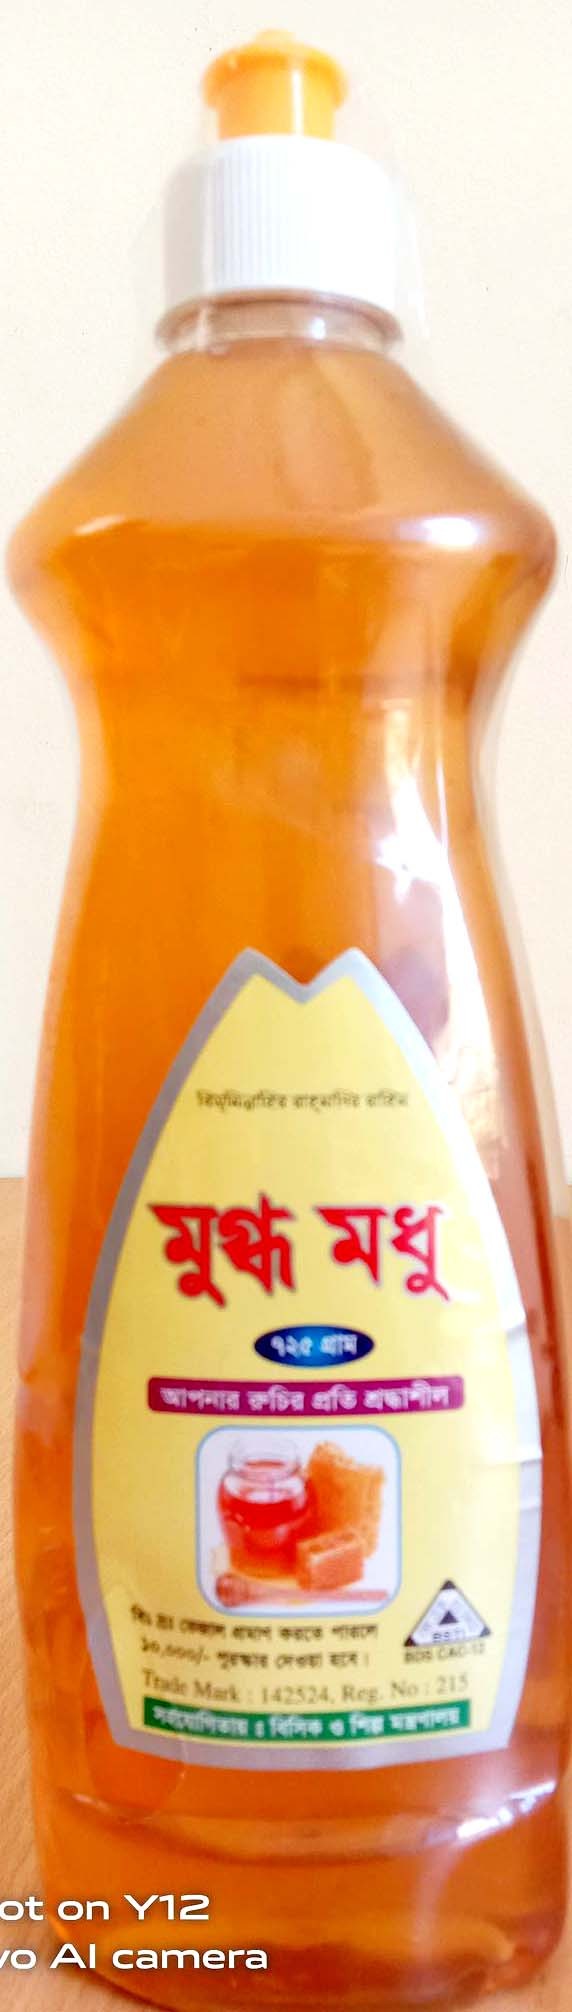 বিসমিল্লাহির রাহমানির রাহিম
মুগ্ধ মধু
৭২৫ গ্রাম
আপনার রুচির প্রতি শ্রদ্ধাশীল
বিঃ দ্রঃ ভেজাল প্রমাণ করতে পারলে
১০,০০০/- পুরস্কার দেওয়া হবে।
BSTI
BDS CAC-12
Trade Mark : 142524, Reg. No : 215
সহযোগিতায় ঃ বিসিক ও শিল্প মন্ত্রণালয়
ot on Y12
vo AI camera